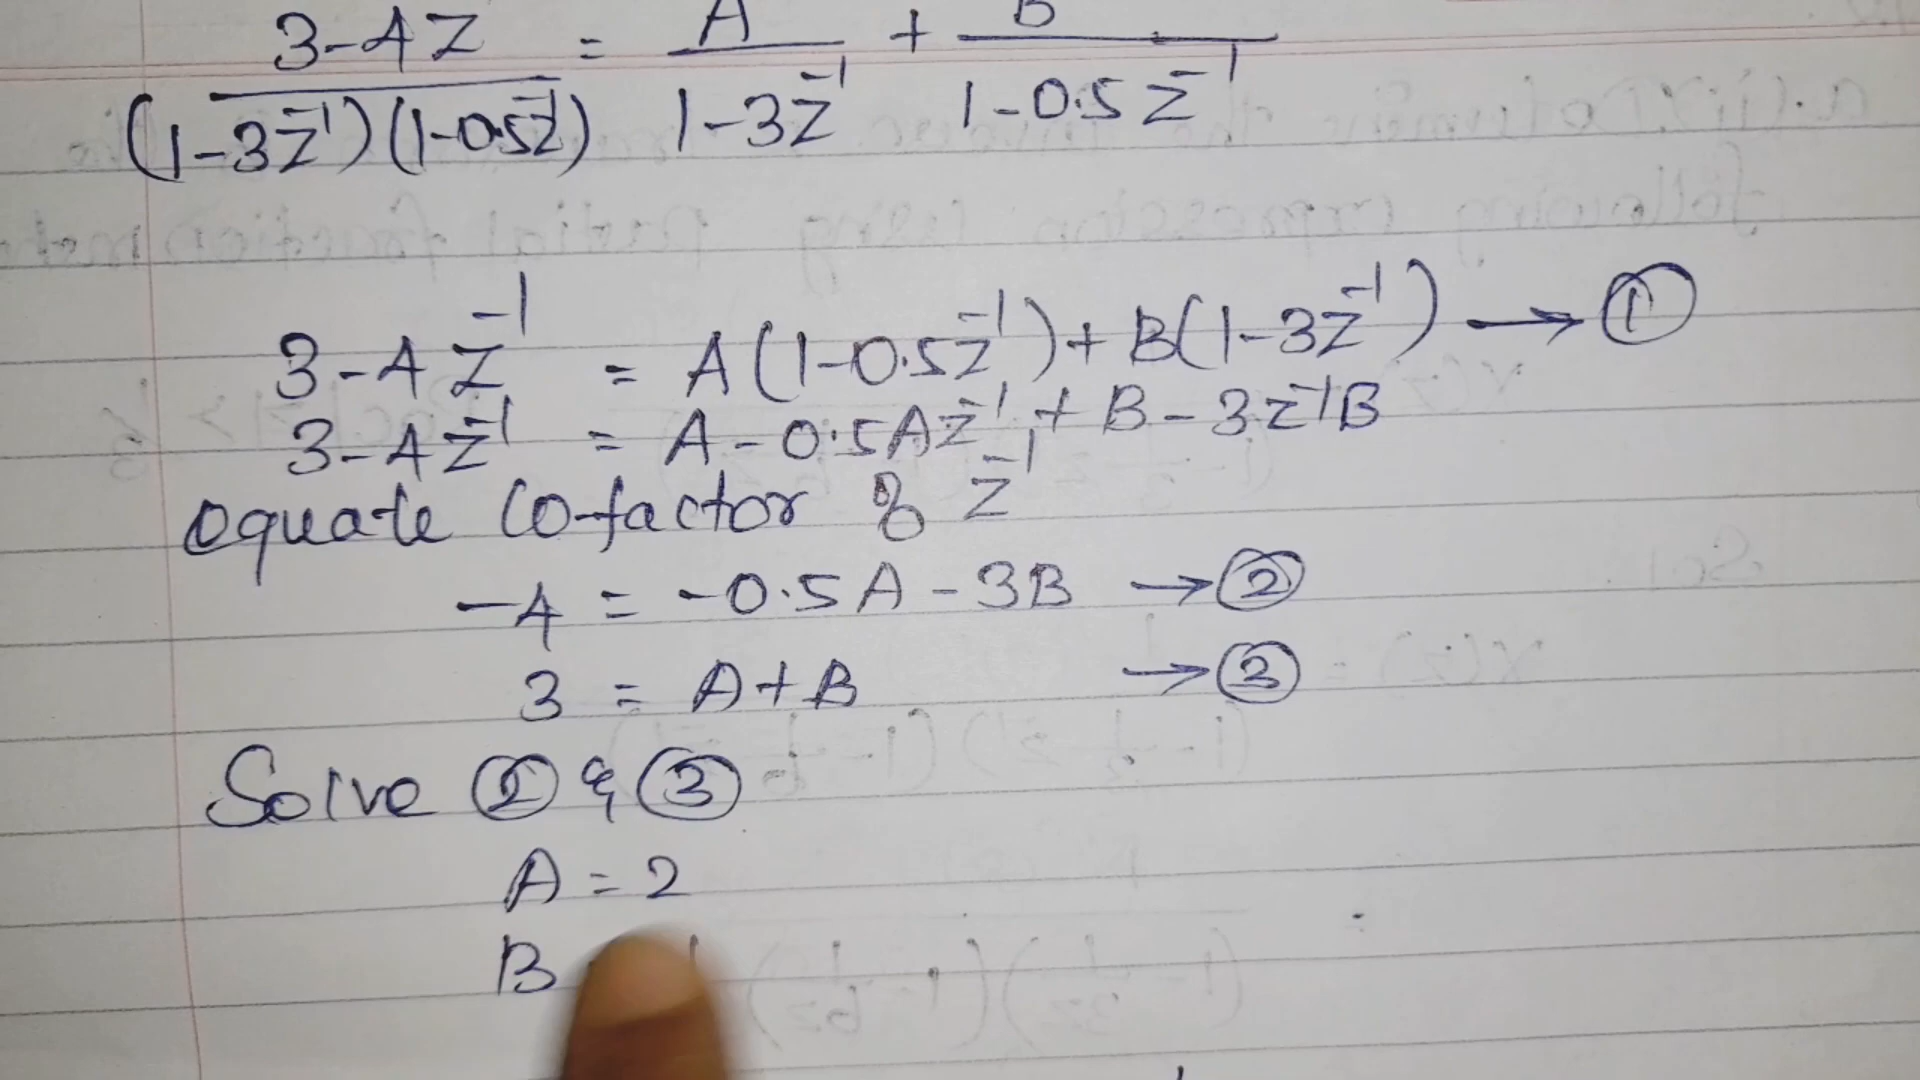 3-4Z = A + B
(1-3z⁻¹)(1-0.5z⁻¹) 1-3z⁻¹ 1-0.5z⁻¹
3-4z⁻¹ = A(1-0.5z⁻¹)+B(1-3z⁻¹) → ①
3-4z⁻¹ = A-0.5Az⁻¹+B-3z⁻¹B
equate co-factor of z⁻¹
-4 = -0.5A-3B → ②
3 = A+B → ③
Solve ② & ③
A=2
B